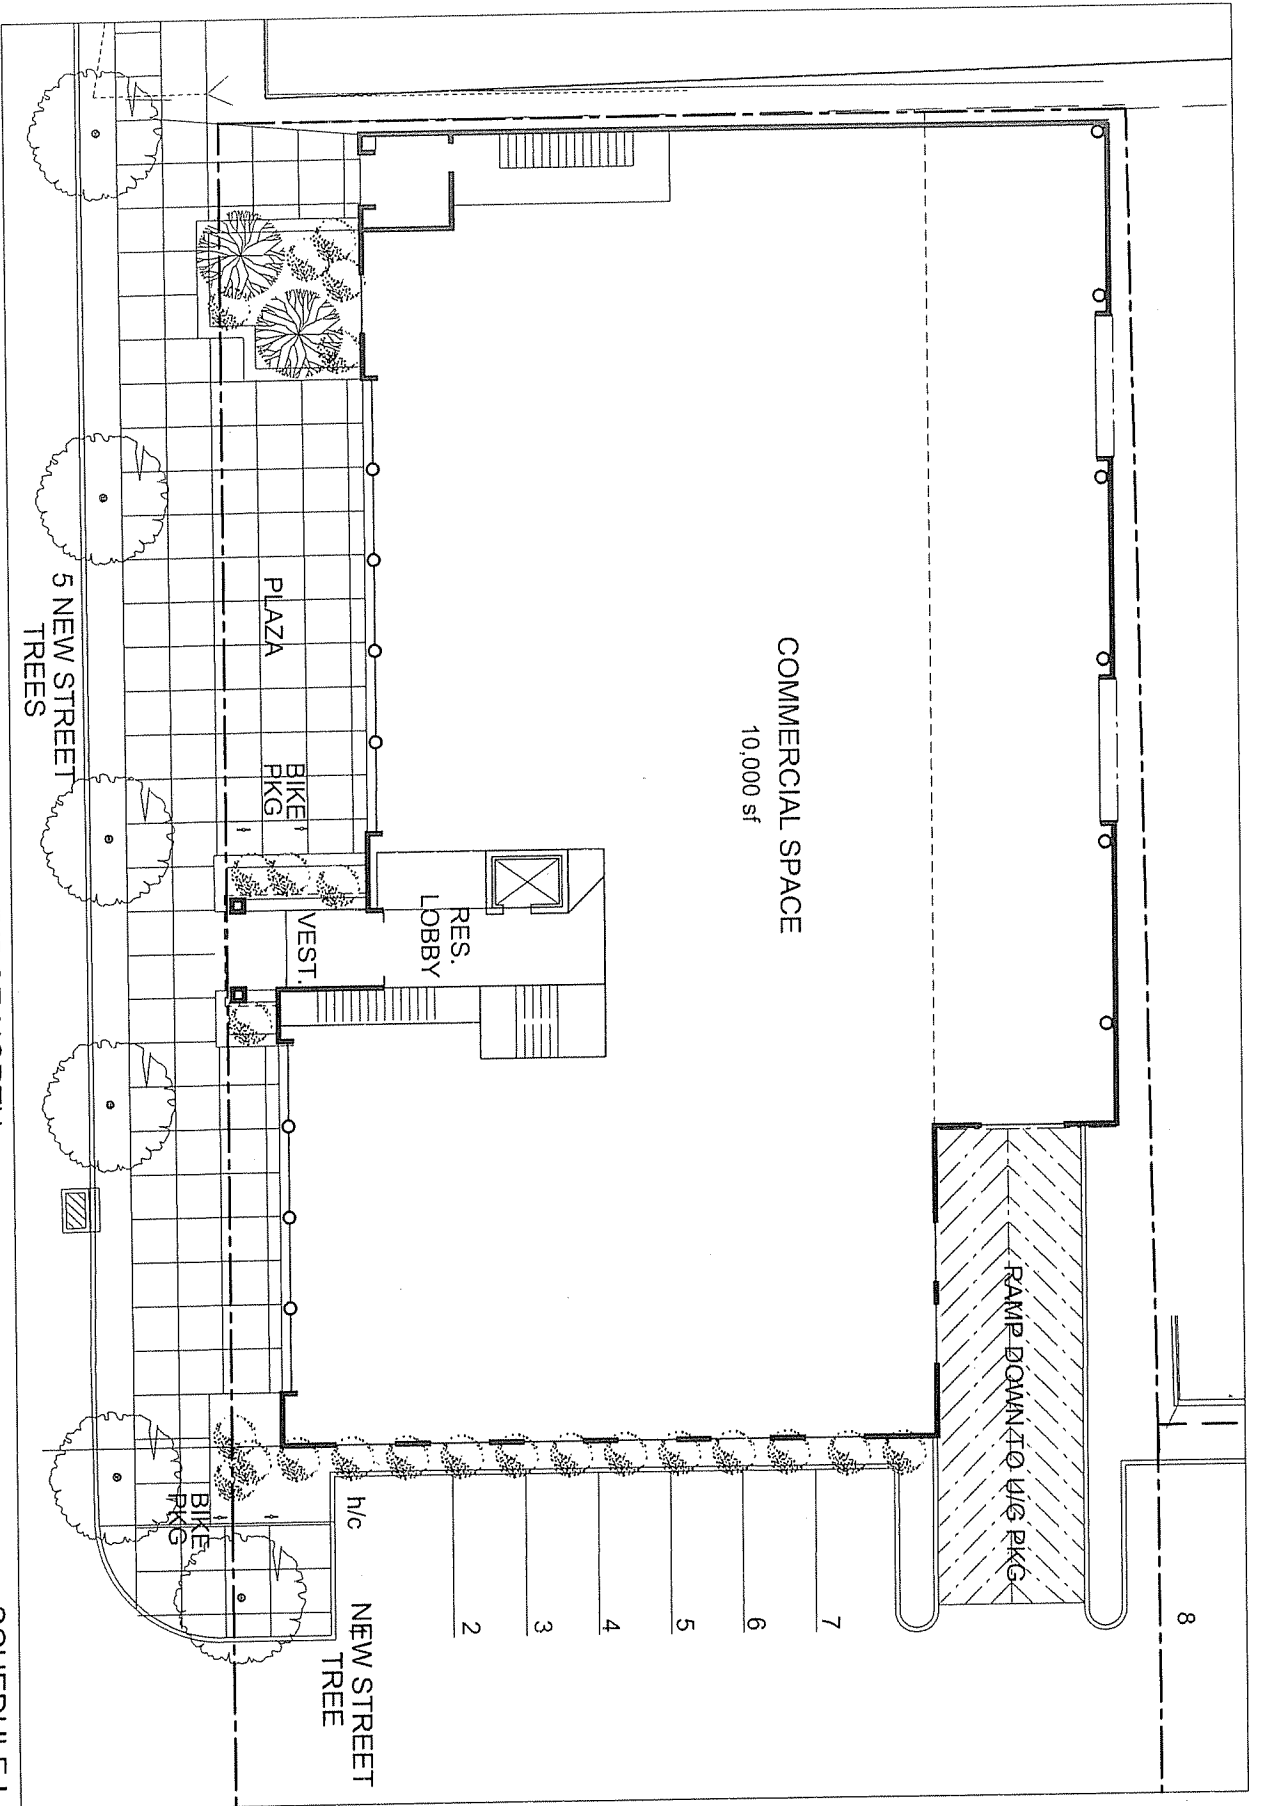 COMMERCIAL SPACE
10,000 sf
RAMP DOWN TO U/G PKG
8
RES.
LOBBY
VEST.
PLAZA
BIKE
PKG
5 NEW STREET
TREES
h/c
2
3
4
5
6
7
NEW STREET
TREE
BIKE
PKG